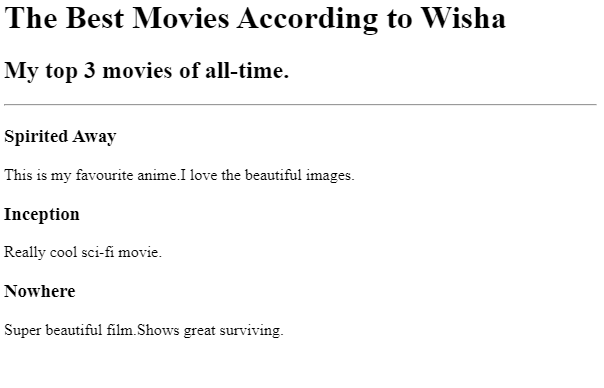 The Best Movies According to Wisha
My top 3 movies of all-time.
Spirited Away
This is my favourite anime.I love the beautiful images.
Inception
Really cool sci-fi movie.
Nowhere
Super beautiful film.Shows great surviving.